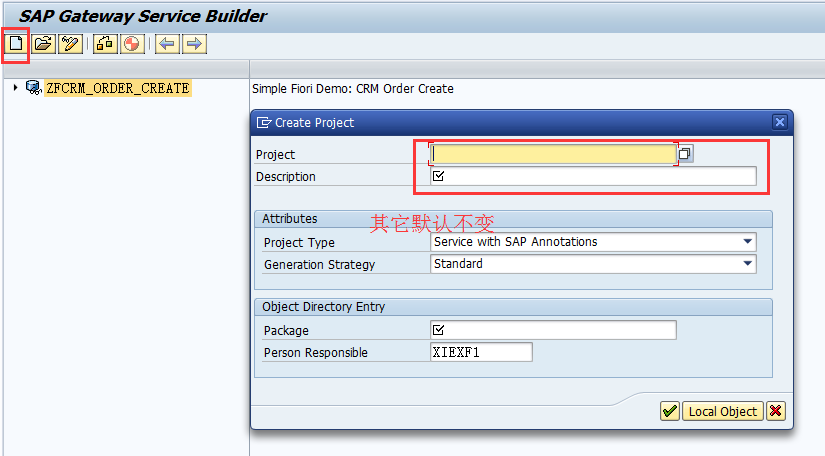 SAP Gateway Service Builder
ZFCRM_ORDER_CREATE
Simple Fiori Demo: CRM Order Create
Create Project
Project
Description
其它默认不变
Attributes
Project Type Service with SAP Annotations
Generation Strategy Standard
Object Directory Entry
Package
Person Responsible XIEXF1
Local Object